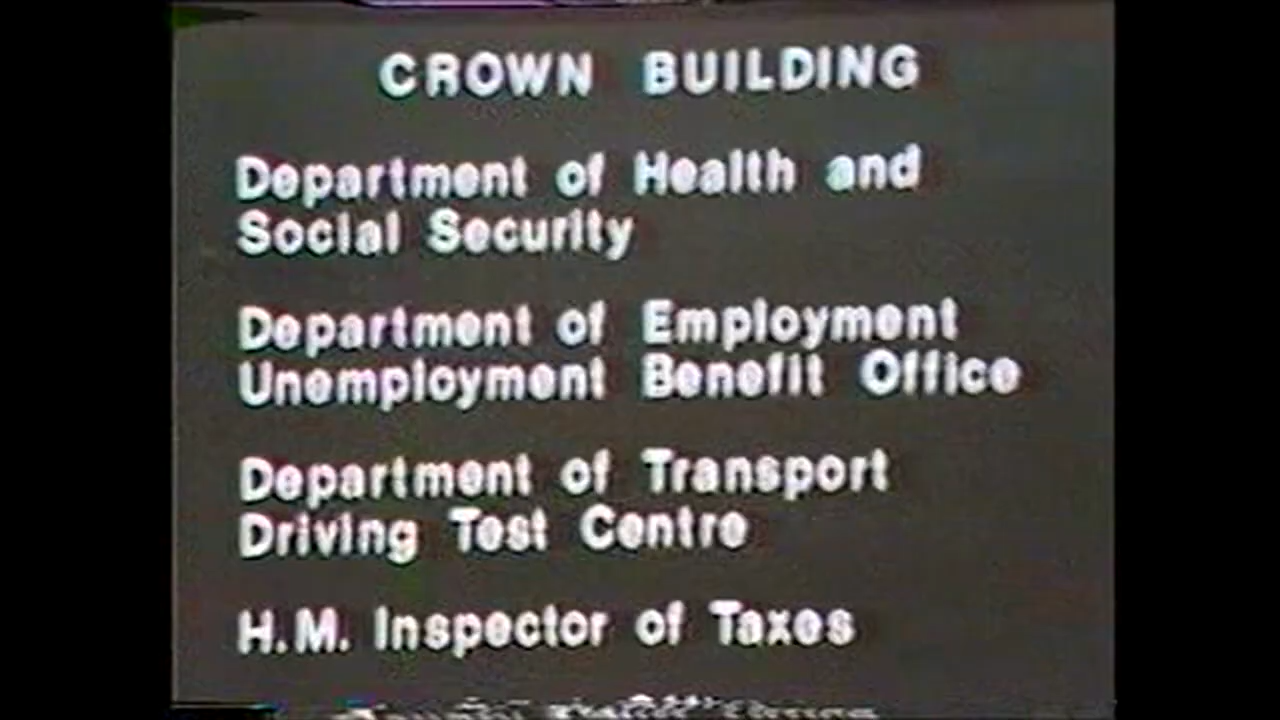 CROWN BUILDING
Department of Health and
Social Security
Department of Employment
Unemployment Benefit Office
Department of Transport
Driving Test Centre
H.M. Inspector of Taxes